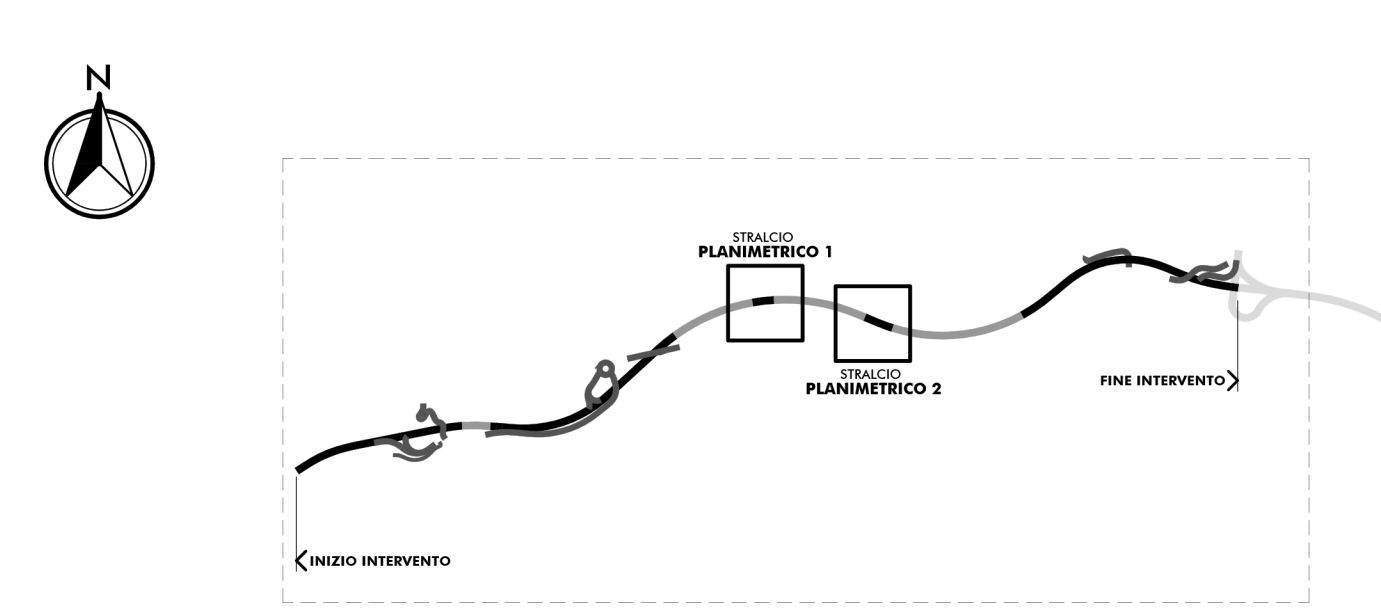 N
STRALCIO
PLANIMETRICO 1
STRALCIO
PLANIMETRICO 2
FINE INTERVENTO
INIZIO INTERVENTO